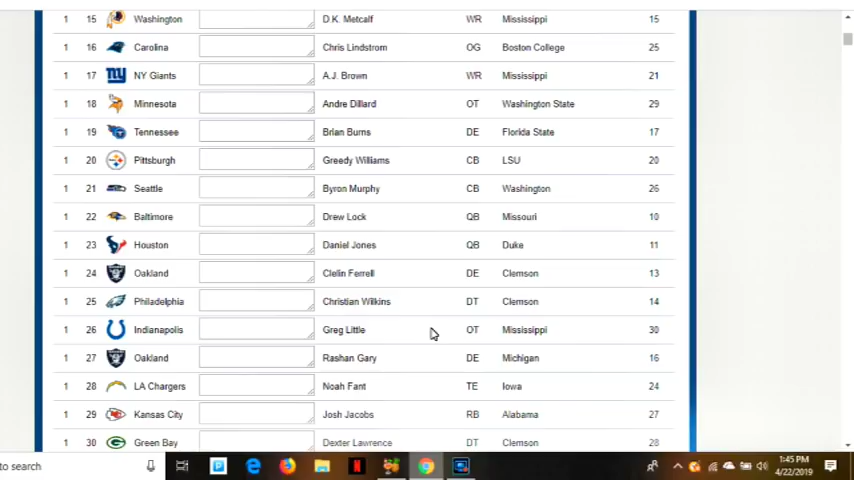 1 15 Washington D.K. Metcalf WR Mississippi 15
1 16 Carolina Chris Lindstrom OG Boston College 25
1 17 NY Giants A.J. Brown WR Mississippi 21
1 18 Minnesota Andre Dillard OT Washington State 29
1 19 Tennessee Brian Burns DE Florida State 17
1 20 Pittsburgh Greedy Williams CB LSU 20
1 21 Seattle Byron Murphy CB Washington 26
1 22 Baltimore Drew Lock QB Missouri 10
1 23 Houston Daniel Jones QB Duke 11
1 24 Oakland Clelin Ferrell DE Clemson 13
1 25 Philadelphia Christian Wilkins DT Clemson 14
1 26 Indianapolis Greg Little OT Mississippi 30
1 27 Oakland Rashan Gary DE Michigan 16
1 28 LA Chargers Noah Fant TE Iowa 24
1 29 Kansas City Josh Jacobs RB Alabama 27
1 30 Green Bay Dexter Lawrence DT Clemson 28
to search 1:45 PM
4/22/2019